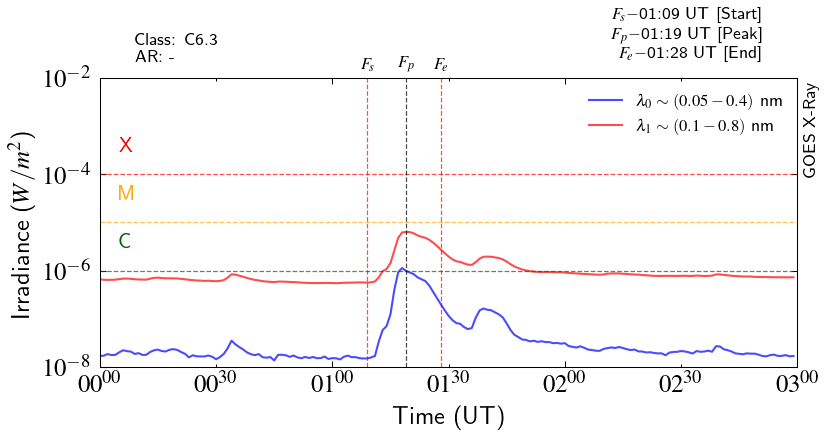 Fs−01:09 UT [Start]
Class: C6.3
Fp−01:19 UT [Peak]
AR: -
Fe−01:28 UT [End]
Fs Fp Fe
10⁻²
λ₀ ∼ (0.05 − 0.4) nm
λ₁ ∼ (0.1 − 0.8) nm
GOES X-Ray
X
10⁻⁴
M
C
10⁻⁶
10⁻⁸
Irradiance (W/m²)
00⁰⁰ 00³⁰ 01⁰⁰ 01³⁰ 02⁰⁰ 02³⁰ 03⁰⁰
Time (UT)